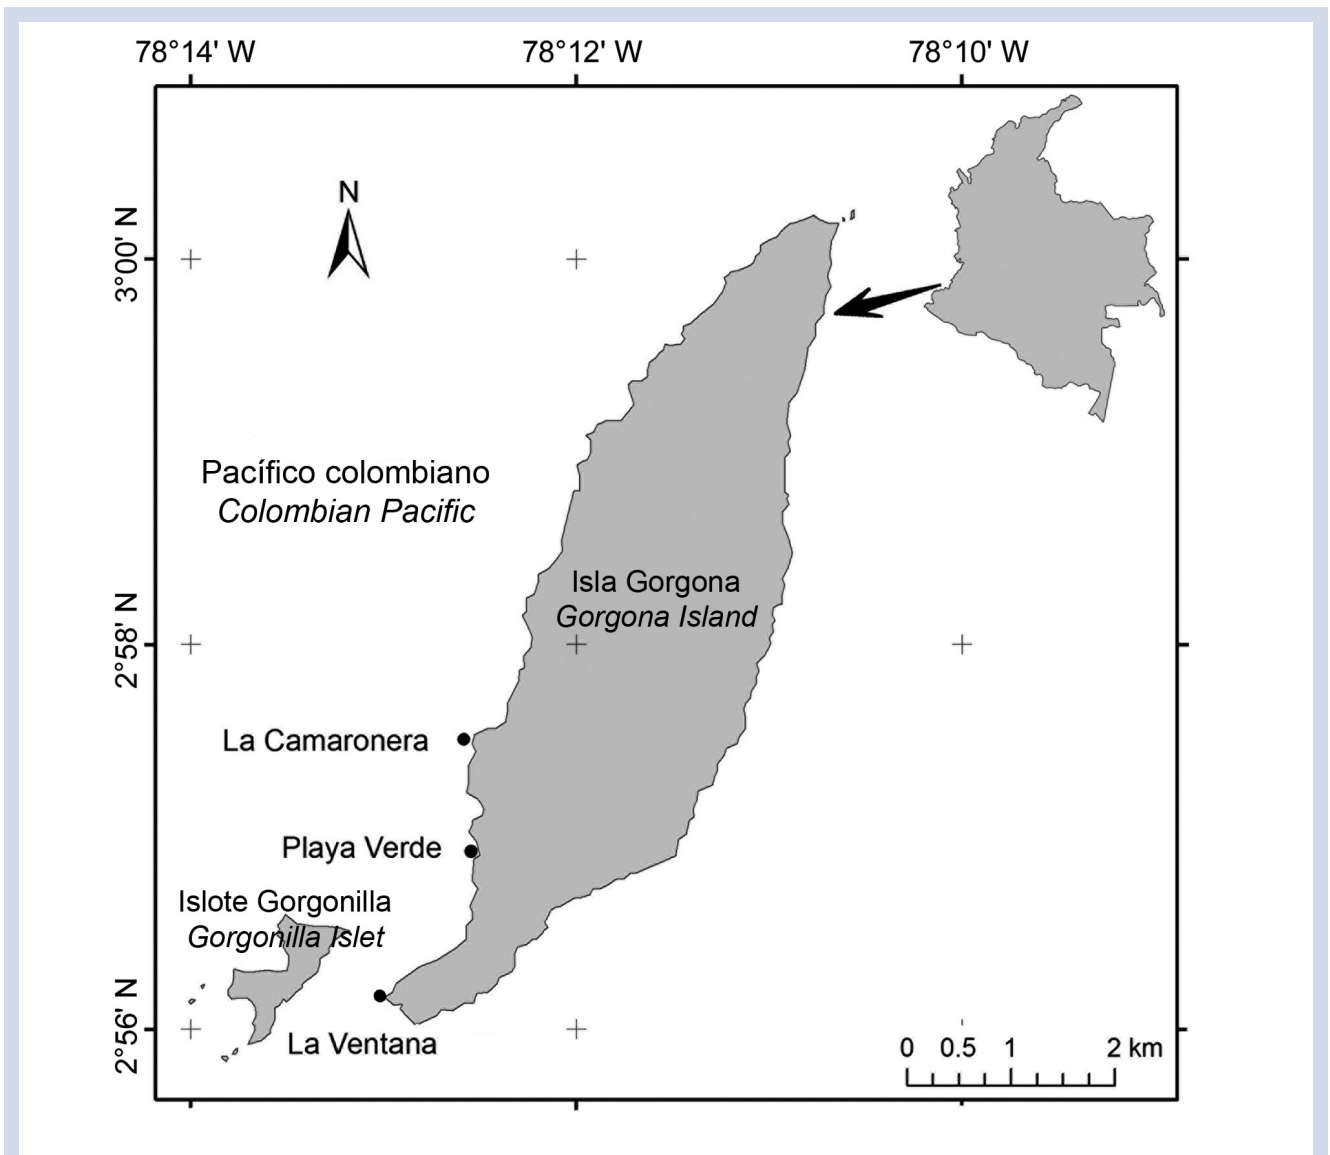 78°14' W
78°12' W
78°10' W
N
3°00' N
Pacífico colombiano
Colombian Pacific
Isla Gorgona
Gorgona Island
2°58' N
La Camaronera
Playa Verde
Islote Gorgonilla
Gorgonilla Islet
2°56' N
La Ventana
0 0.5 1 2 km